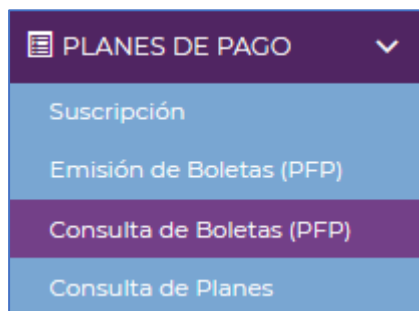 PLANES DE PAGO
Suscripción
Emisión de Boletas (PFP)
Consulta de Boletas (PFP)
Consulta de Planes